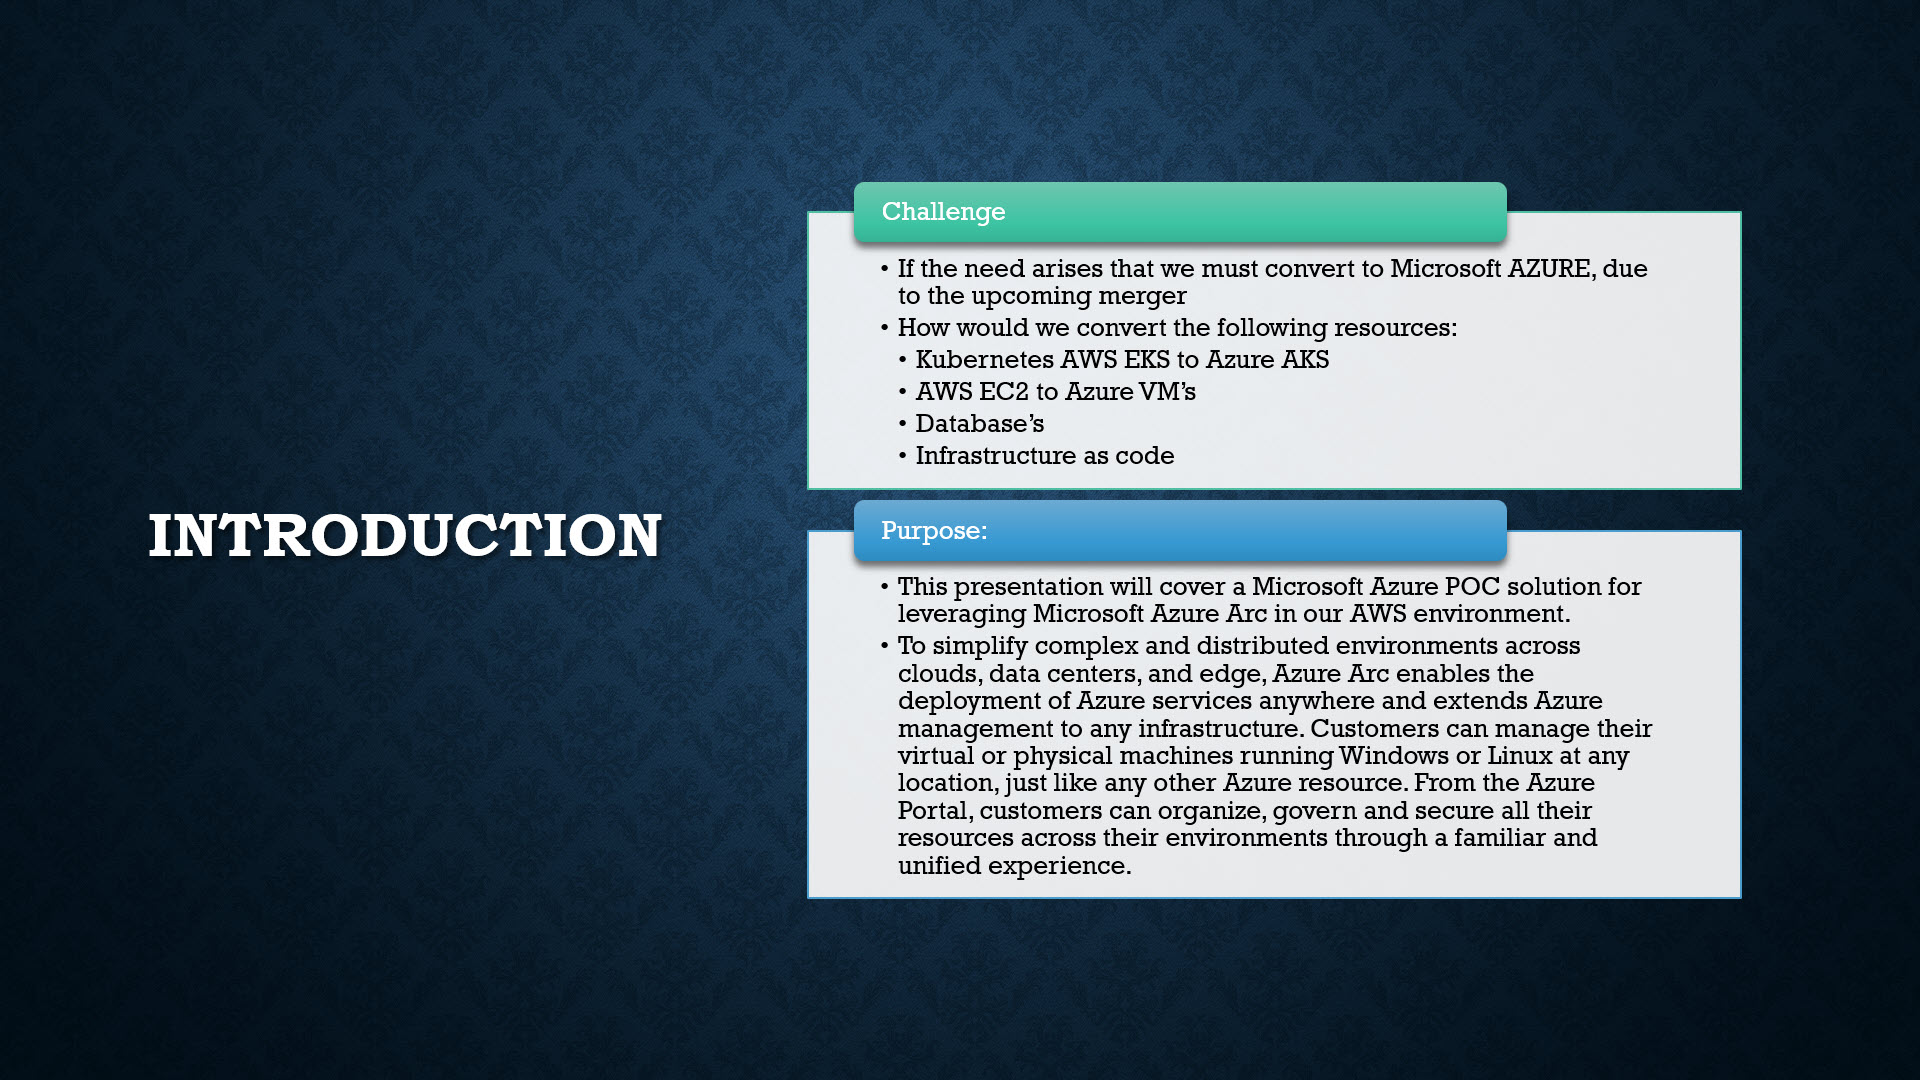 INTRODUCTION
Challenge
• If the need arises that we must convert to Microsoft AZURE, due
to the upcoming merger
• How would we convert the following resources:
• Kubernetes AWS EKS to Azure AKS
• AWS EC2 to Azure VM’s
• Database’s
• Infrastructure as code
Purpose:
• This presentation will cover a Microsoft Azure POC solution for
leveraging Microsoft Azure Arc in our AWS environment.
• To simplify complex and distributed environments across
clouds, data centers, and edge, Azure Arc enables the
deployment of Azure services anywhere and extends Azure
management to any infrastructure. Customers can manage their
virtual or physical machines running Windows or Linux at any
location, just like any other Azure resource. From the Azure
Portal, customers can organize, govern and secure all their
resources across their environments through a familiar and
unified experience.